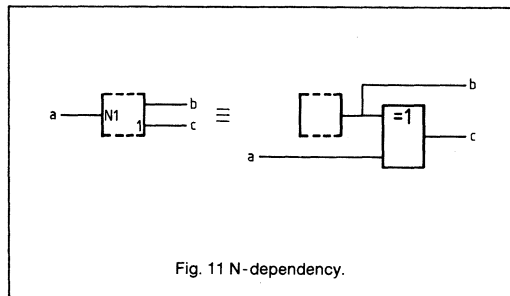 a N1 b
1 c
≡
b
=1
c
a
Fig. 11 N-dependency.